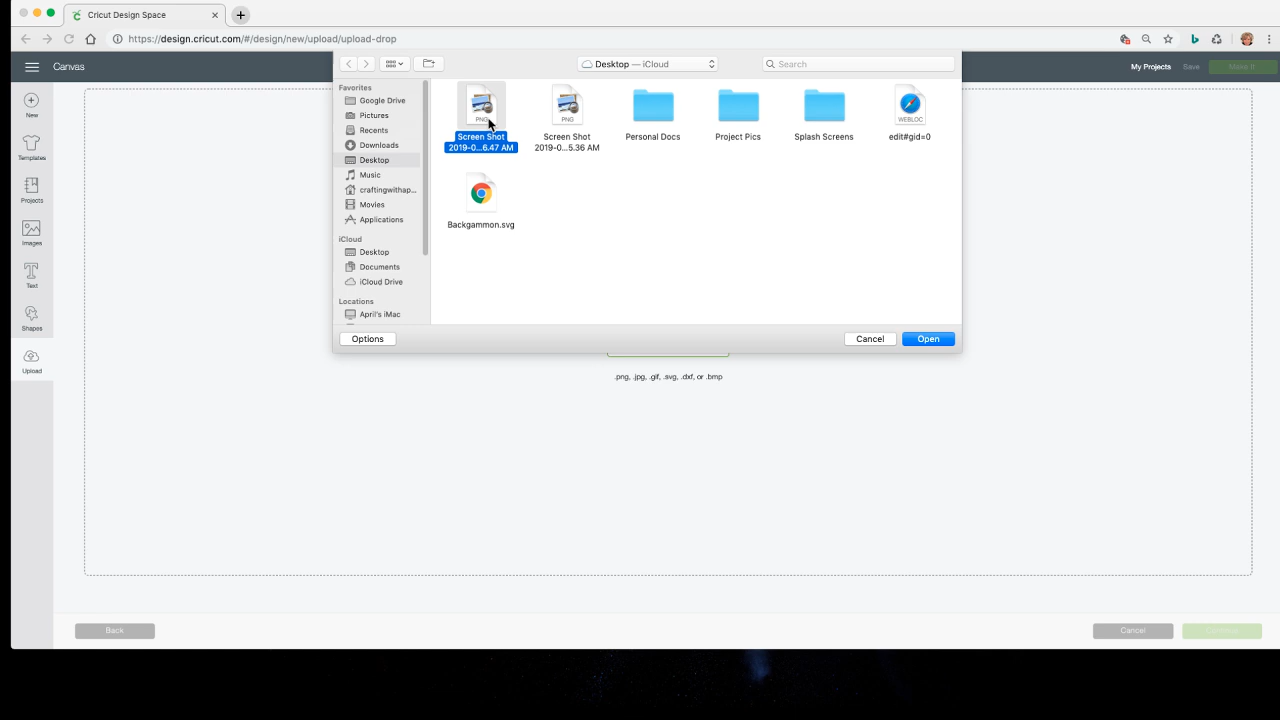 Cricut Design Space
https://design.cricut.com/#/design/new/upload/upload-drop
Canvas
My Projects
Save
Make It
New
Templates
Projects
Images
Text
Shapes
Upload
Desktop — iCloud
Search
Favorites
Google Drive
Pictures
Recents
Downloads
Desktop
Music
craftingwithap...
Movies
Applications
iCloud
Desktop
Documents
iCloud Drive
Locations
April's iMac
PNG
Screen Shot
2019-0...6.47 AM
PNG
Screen Shot
2019-0...5.36 AM
Personal Docs
Project Pics
Splash Screens
WEBLOC
edit#gid=0
Backgammon.svg
Options
Cancel
Open
.png, .jpg, .gif, .svg, .dxf, or .bmp
Back
Cancel